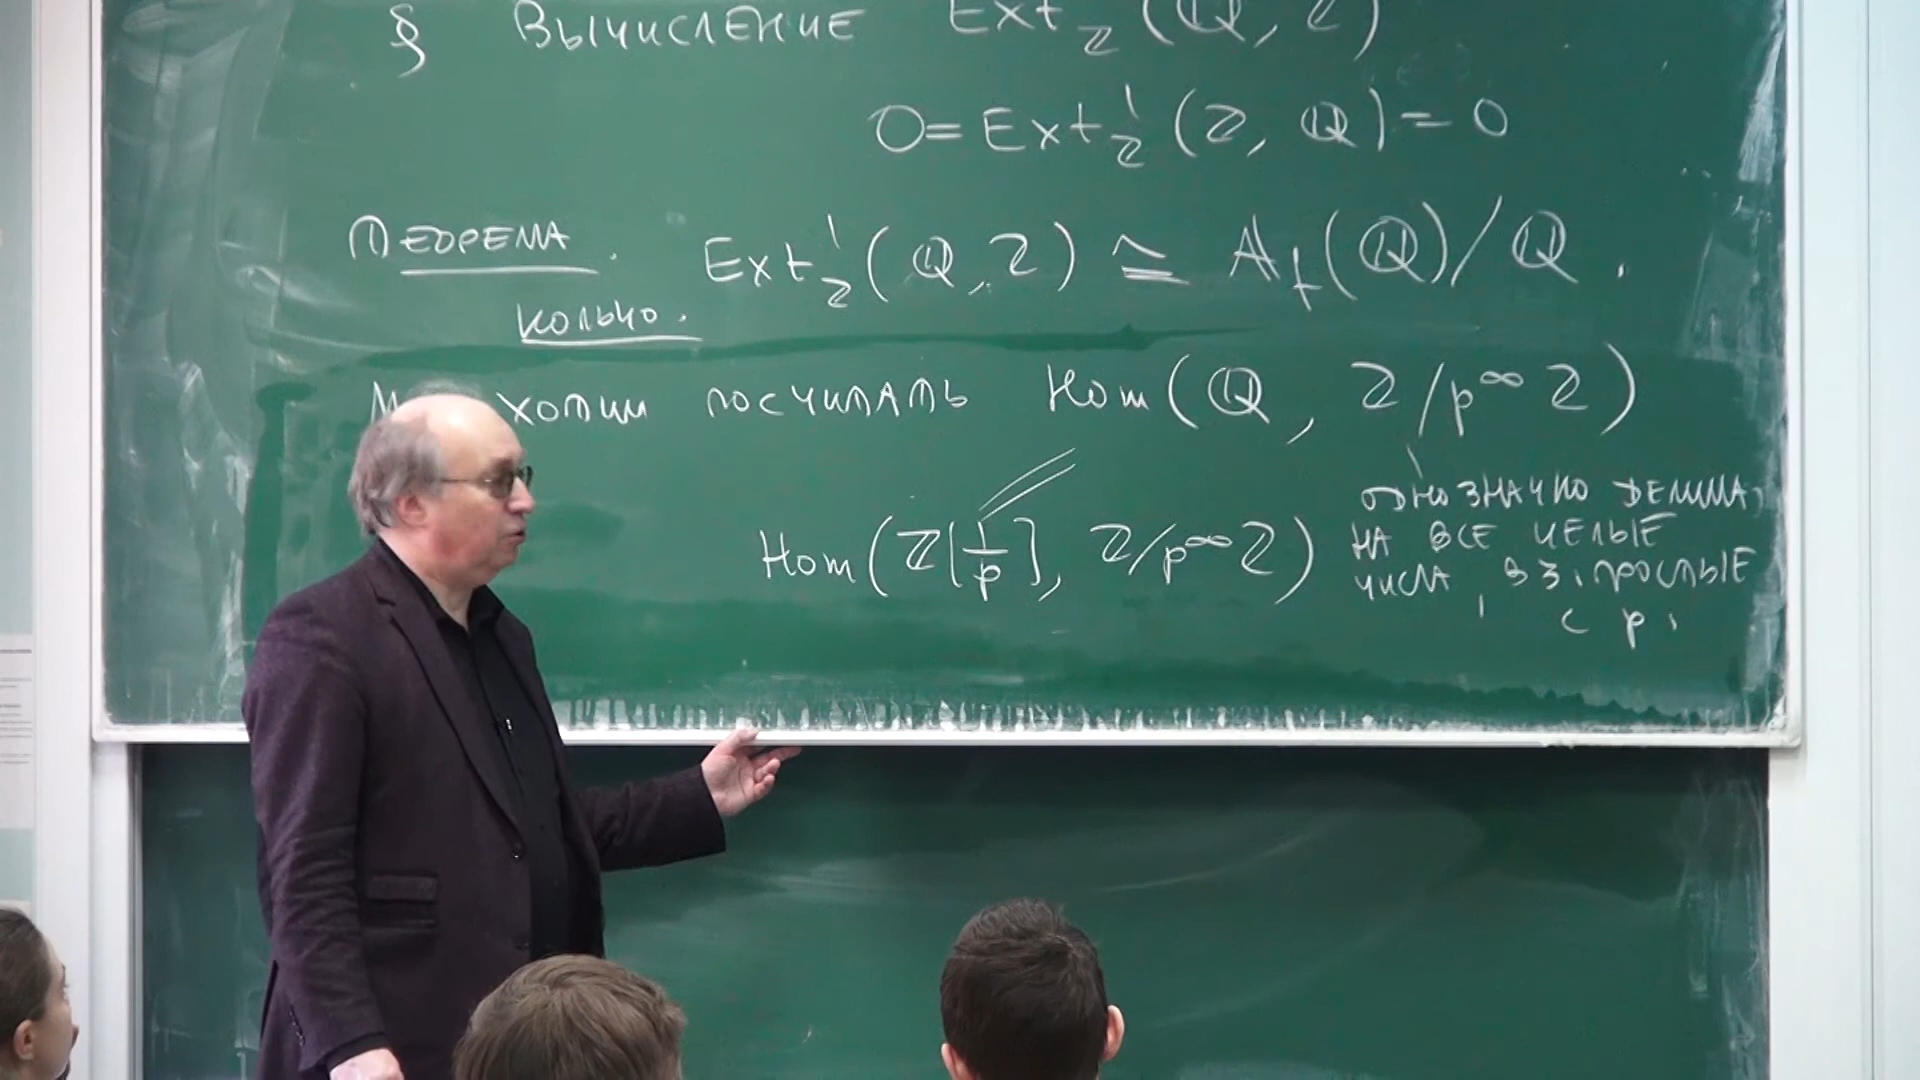 § Вычисление Ext_ℤ(ℚ, ℤ)
0 = Ext¹_ℤ(ℤ, ℚ) = 0
Теорема. Ext¹_ℤ(ℚ, ℤ) ≅ 𝔸_f(ℚ)/ℚ.
кольцо.
хотим посчитать Hom(ℚ, ℤ/p^∞ ℤ)
Hom(ℤ[1/p], ℤ/p^∞ ℤ)
однозначно делима
на все целые
числа, вз. простые
с p.